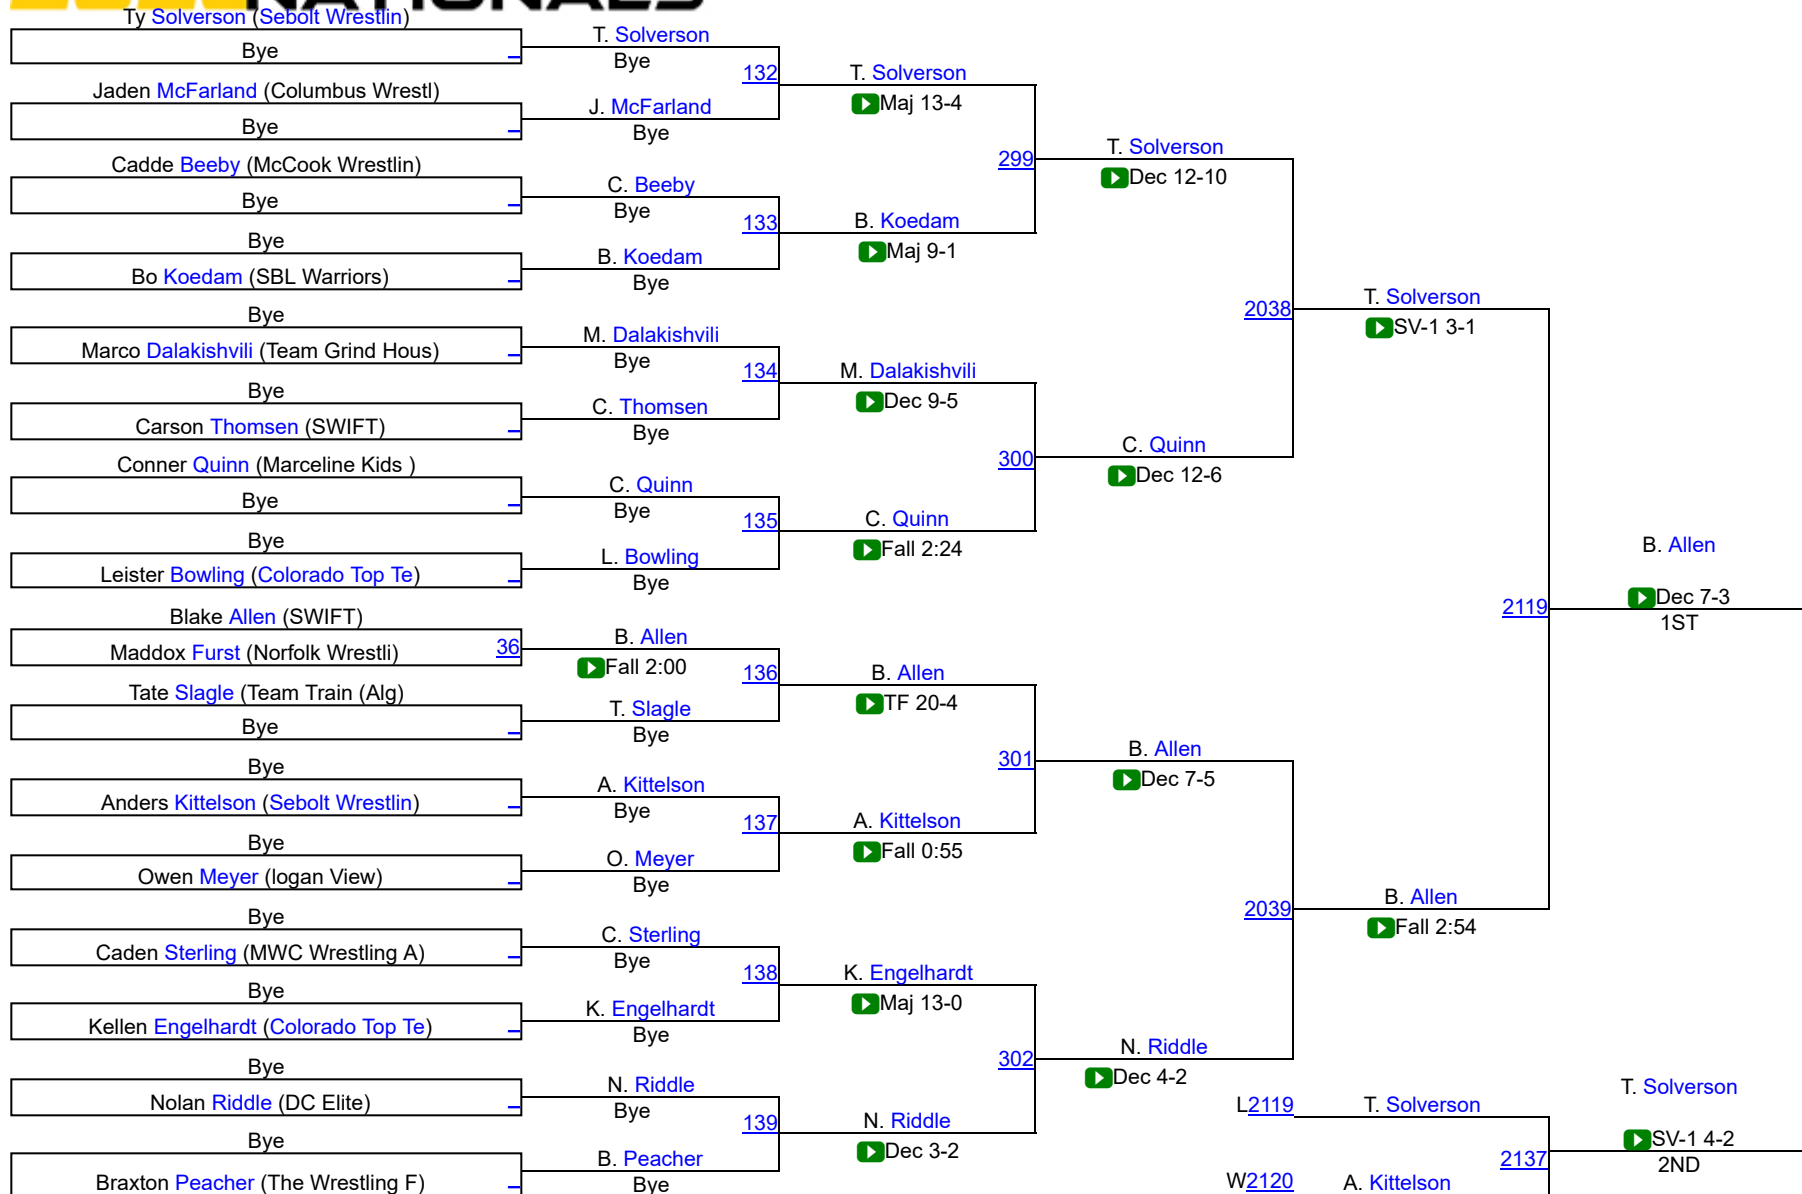 NATIONALS
Ty Solverson (Sebolt Wrestlin)
Bye
Jaden McFarland (Columbus Wrestl)
Bye
Cadde Beeby (McCook Wrestlin)
Bye
Bye
Bo Koedam (SBL Warriors)
Bye
Marco Dalakishvili (Team Grind Hous)
Bye
Carson Thomsen (SWIFT)
Conner Quinn (Marceline Kids )
Bye
Bye
Leister Bowling (Colorado Top Te)
Blake Allen (SWIFT)
Maddox Furst (Norfolk Wrestli) 36
Tate Slagle (Team Train (Alg)
Bye
Bye
Anders Kittelson (Sebolt Wrestlin)
Bye
Owen Meyer (logan View)
Bye
Caden Sterling (MWC Wrestling A)
Bye
Kellen Engelhardt (Colorado Top Te)
Bye
Nolan Riddle (DC Elite)
Bye
Braxton Peacher (The Wrestling F)
T. Solverson
Bye
132
J. McFarland
Bye
C. Beeby
Bye
133
B. Koedam
Bye
M. Dalakishvili
Bye
134
C. Thomsen
Bye
C. Quinn
Bye
135
L. Bowling
Bye
B. Allen
Fall 2:00
136
T. Slagle
Bye
A. Kittelson
Bye
137
O. Meyer
Bye
C. Sterling
Bye
138
K. Engelhardt
Bye
N. Riddle
Bye
139
B. Peacher
Bye
T. Solverson
Maj 13-4
299
B. Koedam
Maj 9-1
M. Dalakishvili
Dec 9-5
300
C. Quinn
Fall 2:24
B. Allen
TF 20-4
301
A. Kittelson
Fall 0:55
K. Engelhardt
Maj 13-0
302
N. Riddle
Dec 3-2
T. Solverson
Dec 12-10
2038
C. Quinn
Dec 12-6
B. Allen
Dec 7-5
2039
N. Riddle
Dec 4-2
T. Solverson
SV-1 3-1
2119
B. Allen
Fall 2:54
B. Allen
Dec 7-3
1ST
L2119 T. Solverson
2137
W2120 A. Kittelson
T. Solverson
SV-1 4-2
2ND